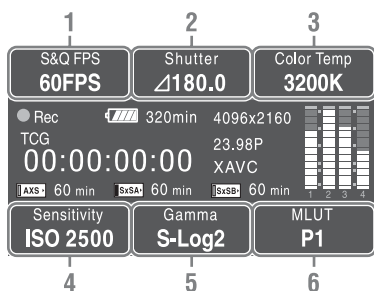 1 2 3
S&Q FPS Shutter Color Temp
60FPS ⊿180.0 3200K
Rec 320min 4096x2160
TCG 23.98P
00:00:00:00 XAVC
AXS 60 min SxSA 60 min SxSB 60 min 1 2 3 4
Sensitivity Gamma MLUT
ISO 2500 S-Log2 P1
4 5 6